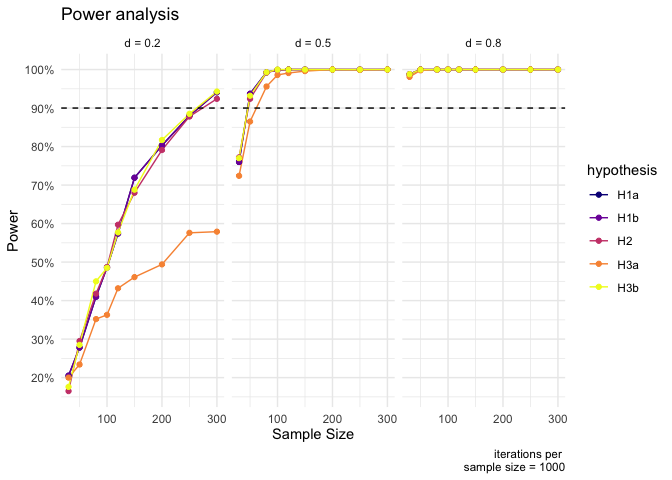 Power analysis
d = 0.2
d = 0.5
d = 0.8
100%
90%
80%
70%
60%
50%
40%
30%
20%
Power
100
200
300
100
200
300
100
200
300
Sample Size
hypothesis
H1a
H1b
H2
H3a
H3b
iterations per
sample size = 1000